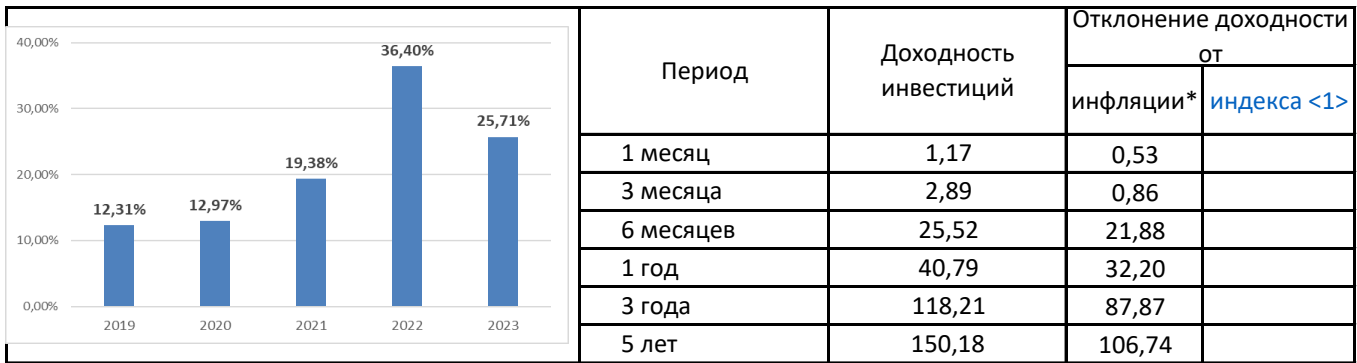 40,00%
30,00%
20,00%
10,00%
0,00%
12,31%
12,97%
19,38%
36,40%
25,71%
2019 2020 2021 2022 2023
Период
Доходность
инвестиций
Отклонение доходности
от
инфляции*
индекса <1>
1 месяц 1,17 0,53
3 месяца 2,89 0,86
6 месяцев 25,52 21,88
1 год 40,79 32,20
3 года 118,21 87,87
5 лет 150,18 106,74